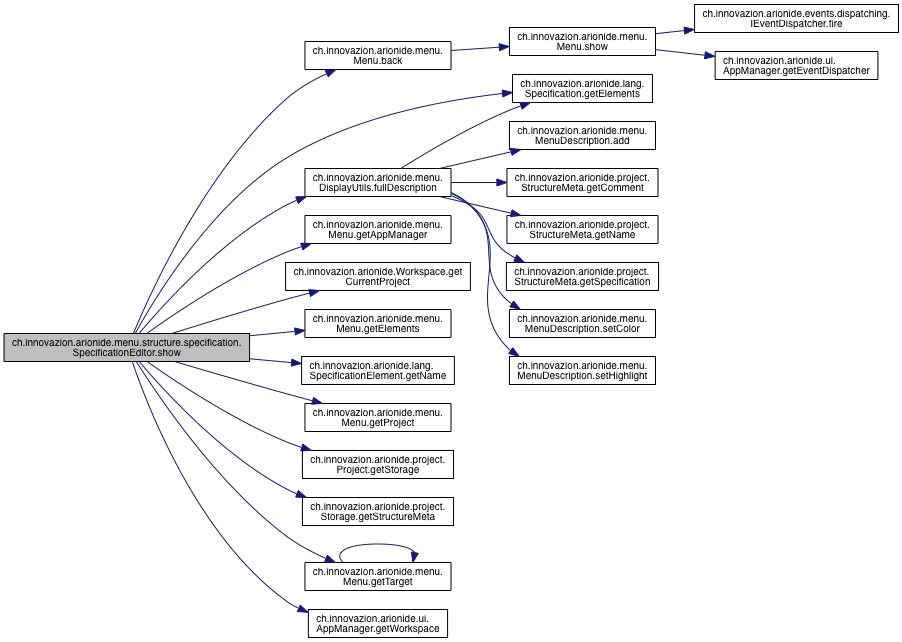 ch.innovazion.arionide.menu.structure.specification.
SpecificationEditor.show
ch.innovazion.arionide.menu.
Menu.back
ch.innovazion.arionide.menu.
Menu.show
ch.innovazion.arionide.events.dispatching.
IEventDispatcher.fire
ch.innovazion.arionide.ui.
AppManager.getEventDispatcher
ch.innovazion.arionide.lang.
Specification.getElements
ch.innovazion.arionide.menu.
DisplayUtils.fullDescription
ch.innovazion.arionide.menu.
MenuDescription.add
ch.innovazion.arionide.project.
StructureMeta.getComment
ch.innovazion.arionide.project.
StructureMeta.getName
ch.innovazion.arionide.project.
StructureMeta.getSpecification
ch.innovazion.arionide.menu.
MenuDescription.setColor
ch.innovazion.arionide.menu.
MenuDescription.setHighlight
ch.innovazion.arionide.menu.
Menu.getAppManager
ch.innovazion.arionide.Workspace.get
CurrentProject
ch.innovazion.arionide.menu.
Menu.getElements
ch.innovazion.arionide.lang.
SpecificationElement.getName
ch.innovazion.arionide.menu.
Menu.getProject
ch.innovazion.arionide.project.
Project.getStorage
ch.innovazion.arionide.project.
Storage.getStructureMeta
ch.innovazion.arionide.menu.
Menu.getTarget
ch.innovazion.arionide.ui.
AppManager.getWorkspace